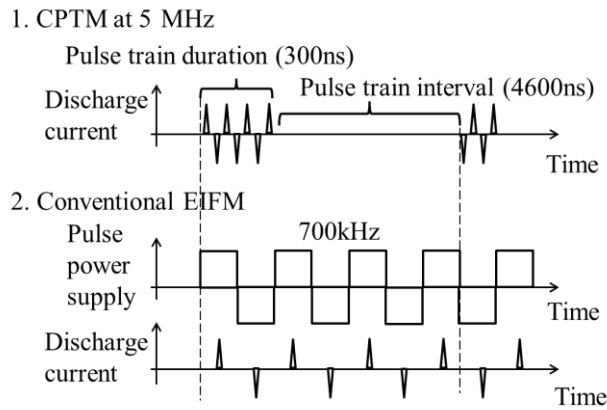 1. CPTM at 5 MHz
Pulse train duration (300ns)
Pulse train interval (4600ns)
Discharge
current
Time
2. Conventional EIFM
Pulse
power
supply
700kHz
Time
Discharge
current
Time